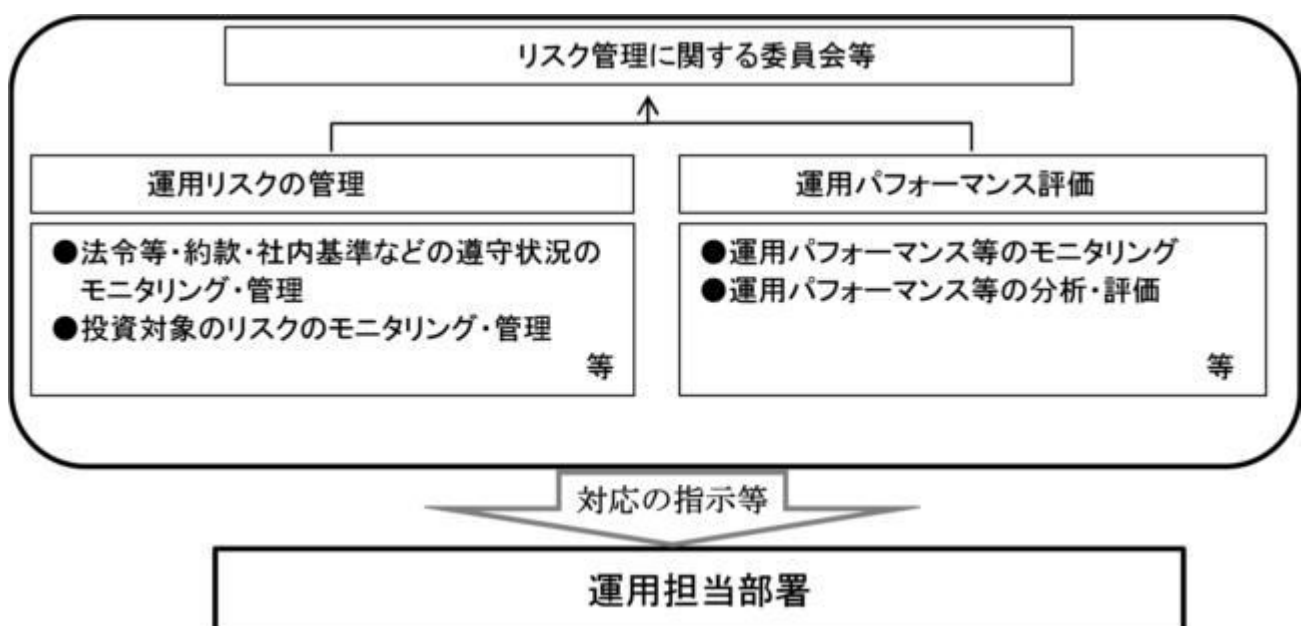 リスク管理に関する委員会等
運用リスクの管理
●法令等・約款・社内基準などの遵守状況の
モニタリング・管理
●投資対象のリスクのモニタリング・管理
等
運用パフォーマンス評価
●運用パフォーマンス等のモニタリング
●運用パフォーマンス等の分析・評価
等
対応の指示等
運用担当部署